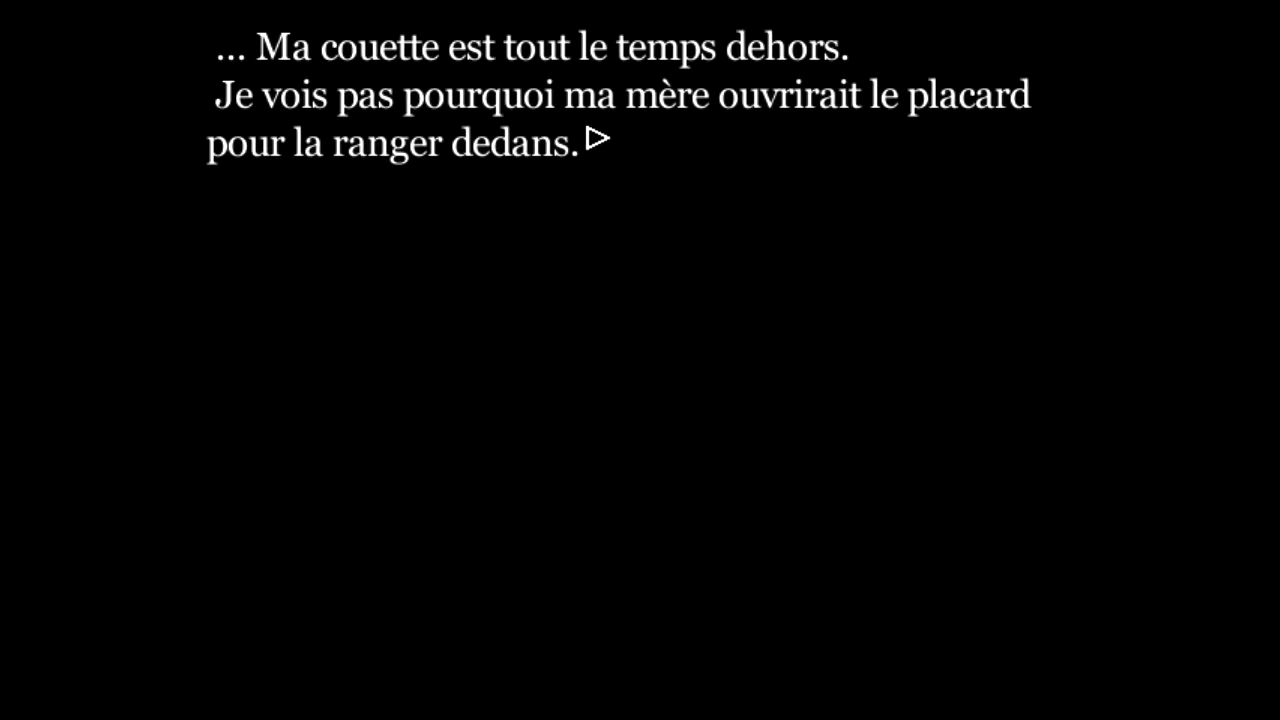 ... Ma couette est tout le temps dehors.
Je vois pas pourquoi ma mère ouvrirait le placard
pour la ranger dedans.